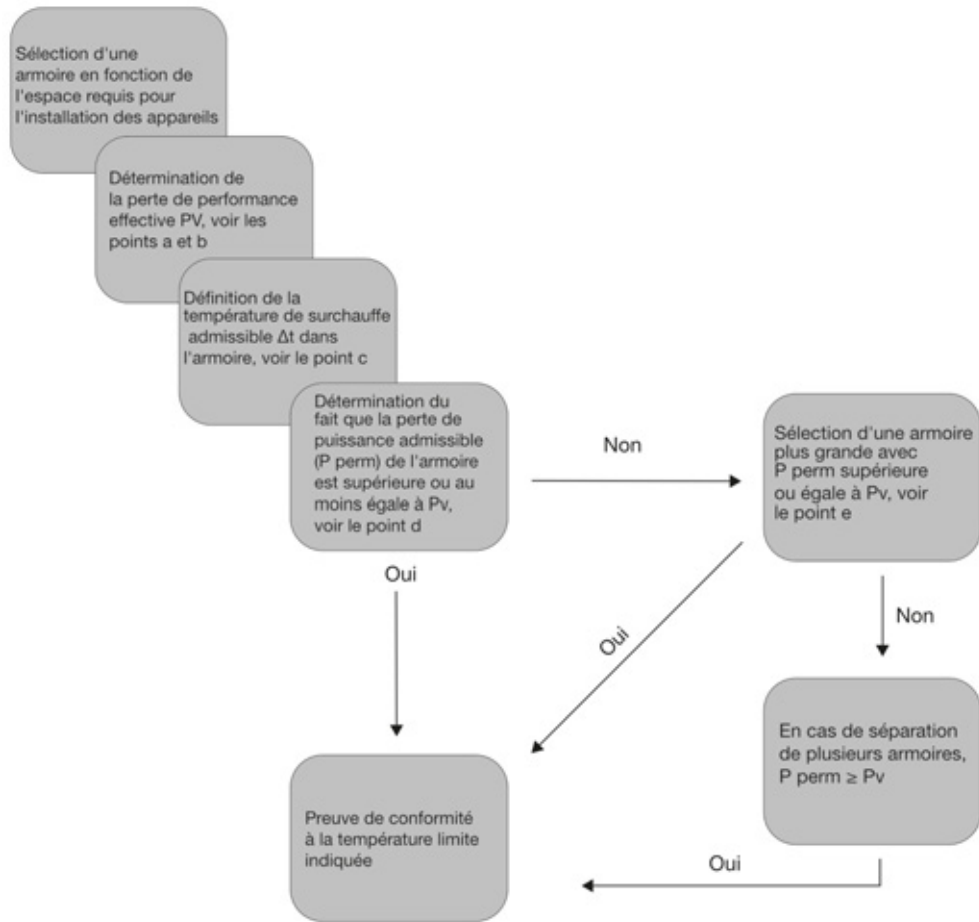 Sélection d'une
armoire en fonction de
l'espace requis pour
l'installation des appareils
Détermination de
la perte de performance
effective PV, voir les
points a et b
Définition de la
température de surchauffe
admissible Δt dans
l'armoire, voir le point c
Détermination du
fait que la perte de
puissance admissible
(P perm) de l'armoire
est supérieure ou au
moins égale à Pv,
voir le point d
Non
Sélection d'une armoire
plus grande avec
P perm supérieure
ou égale à Pv, voir
le point e
Oui
Oui
Non
En cas de séparation
de plusieurs armoires,
P perm ≥ Pv
Preuve de conformité
à la température limite
indiquée
Oui